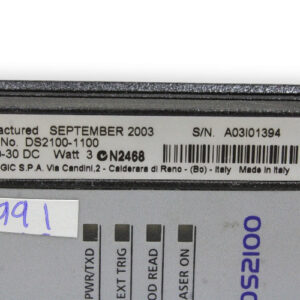 actured SEPTEMBER 2003 S/N. A03I01394
No. DS2100-1100
-30 DC Watt 3 N2468
GIC S.P.A. Via Candini,2 - Calderara di Reno - (Bo) - Italy Made in Italy
991
PWR/TXD
EXT TRIG
OD READ
ASER ON
DS2100